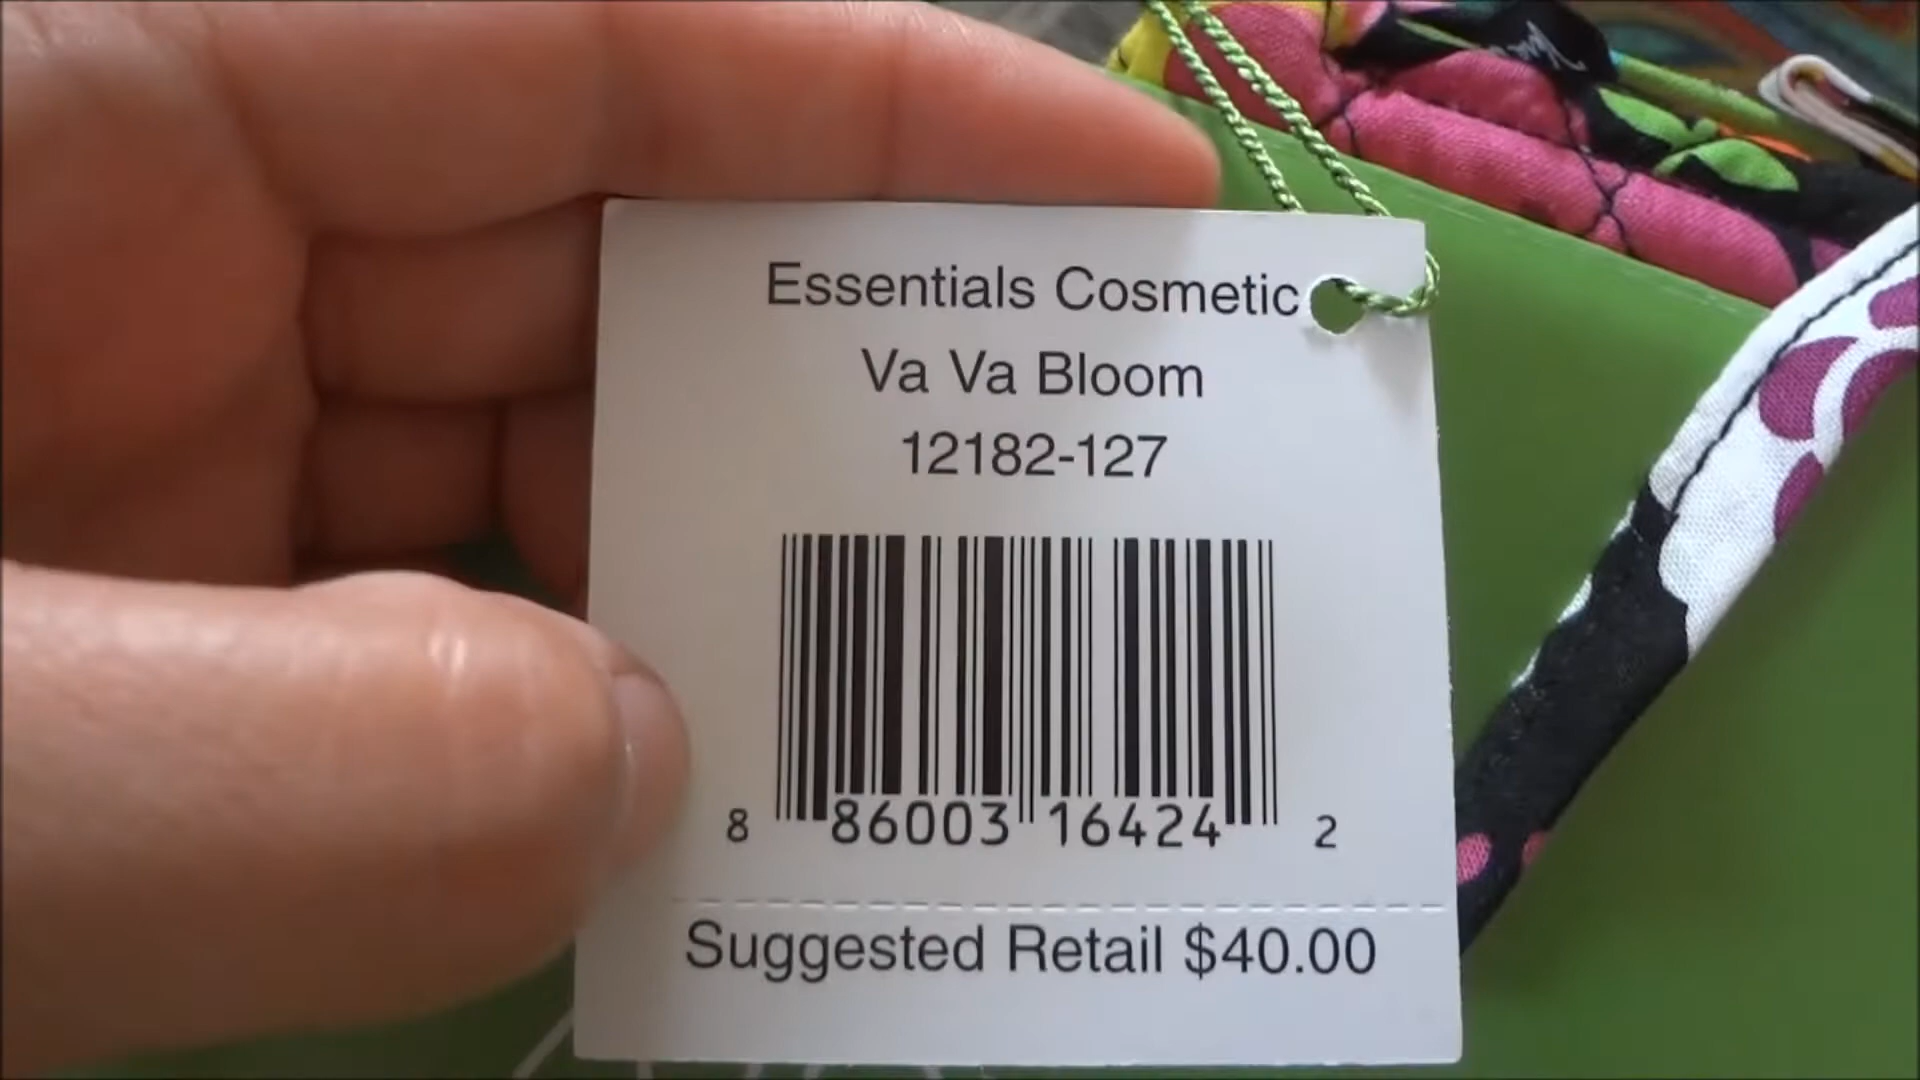 Essentials Cosmetic
Va Va Bloom
12182-127
8 86003 16424 2
Suggested Retail $40.00